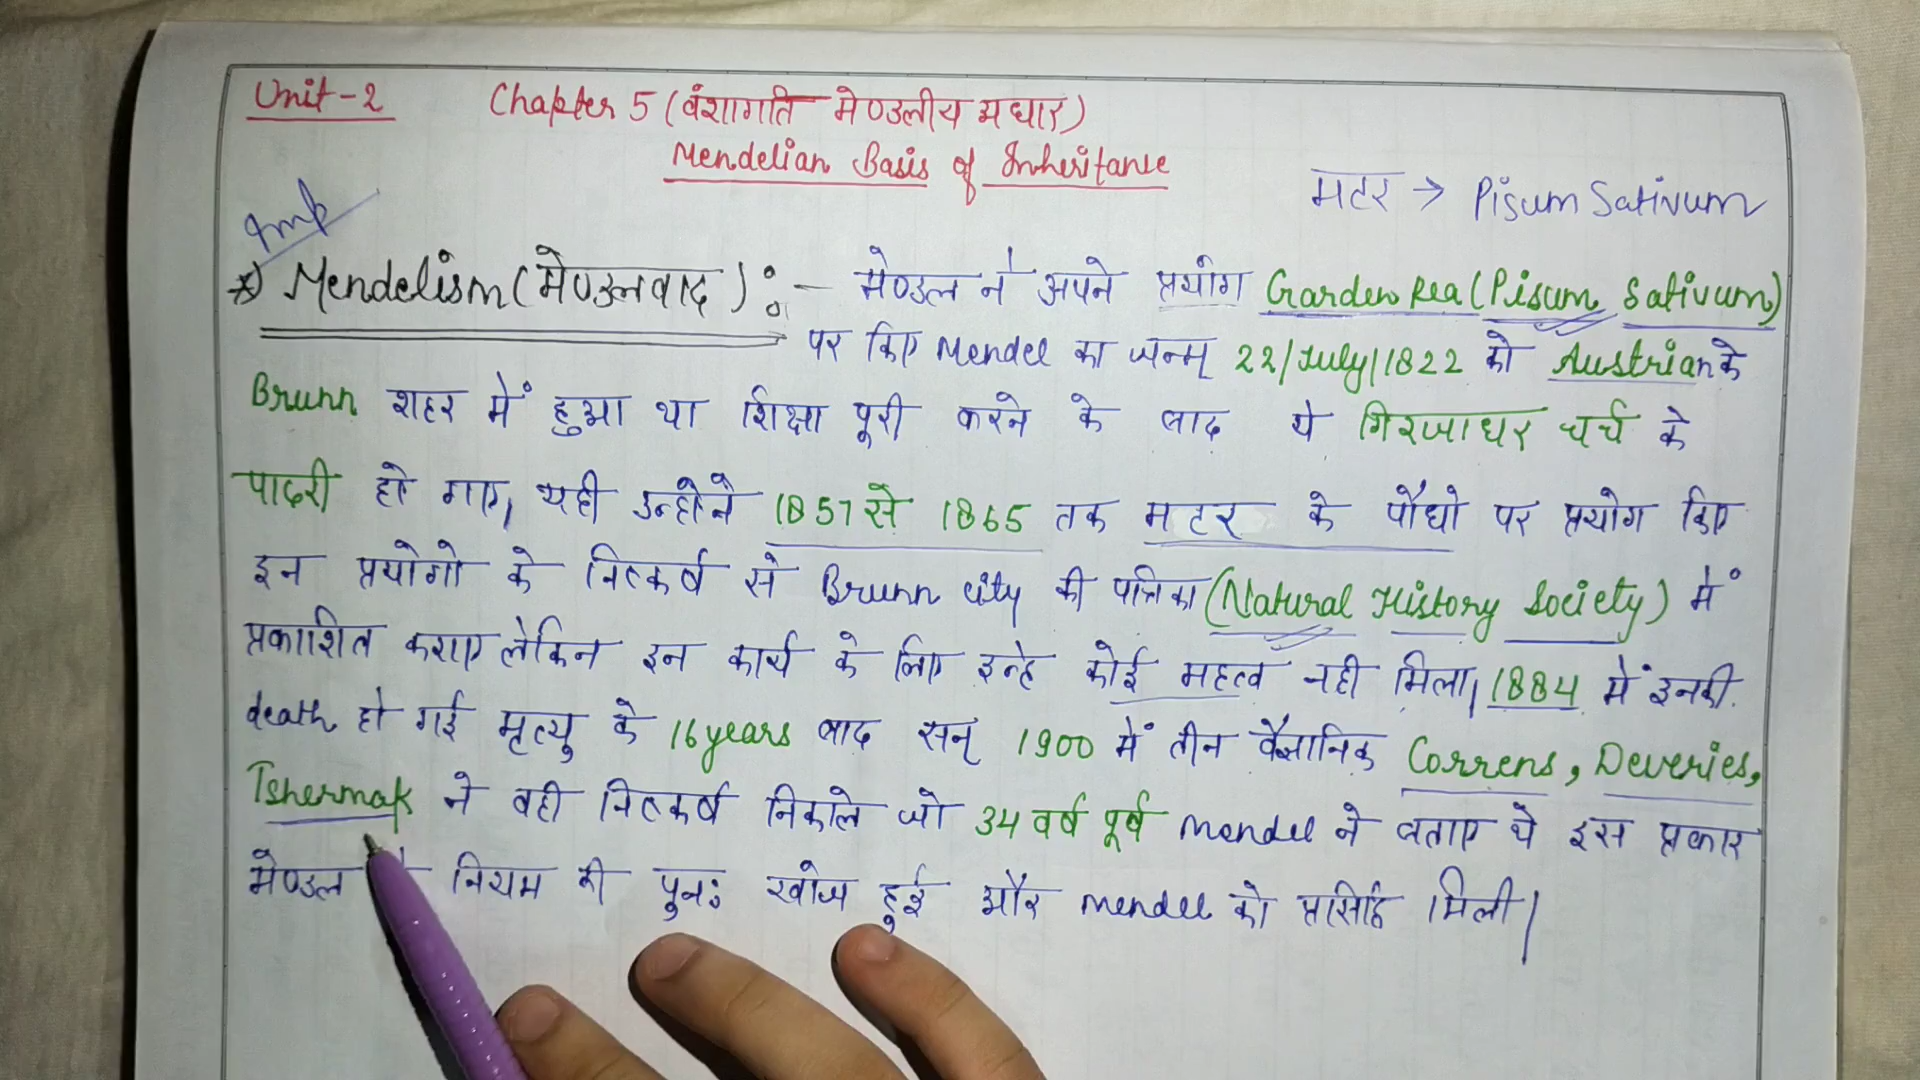 Unit-2 Chapter 5 (वंशागति मेण्डलीय मधार)
Mendelian Basis of Inheritance
मटर → Pisum Sativum
Imp
Mendelism (मेण्डलवाद) :- मेण्डल ने अपने प्रयोग Garden Pea (Pisum Sativum)
पर किए Mendel का जन्म 22/July/1822 को Austrian के
Brunn शहर में हुआ था शिक्षा पूरी करने के बाद ये गिरजाघर चर्च के
पादरी हो गए, यही उन्होने 1857 से 1865 तक मटर के पौधो पर प्रयोग किए
इन प्रयोगो के निष्कर्ष से Brunn city की पत्रिका (Natural History Society) में
प्रकाशित कराए लेकिन इन कार्य के लिए इन्हे कोई महत्व नही मिला, 1884 में इनकी
death हो गई मृत्यु के 16 years बाद सन् 1900 में तीन वैज्ञानिक Correns, Deveries,
Tshermak ने वही निष्कर्ष निकाले जो 34 वर्ष पूर्व Mendel ने बताए थे इस प्रकार
मेण्डल नियम की पुनः खोज हुई और Mendel को प्रसिद्धि मिली।